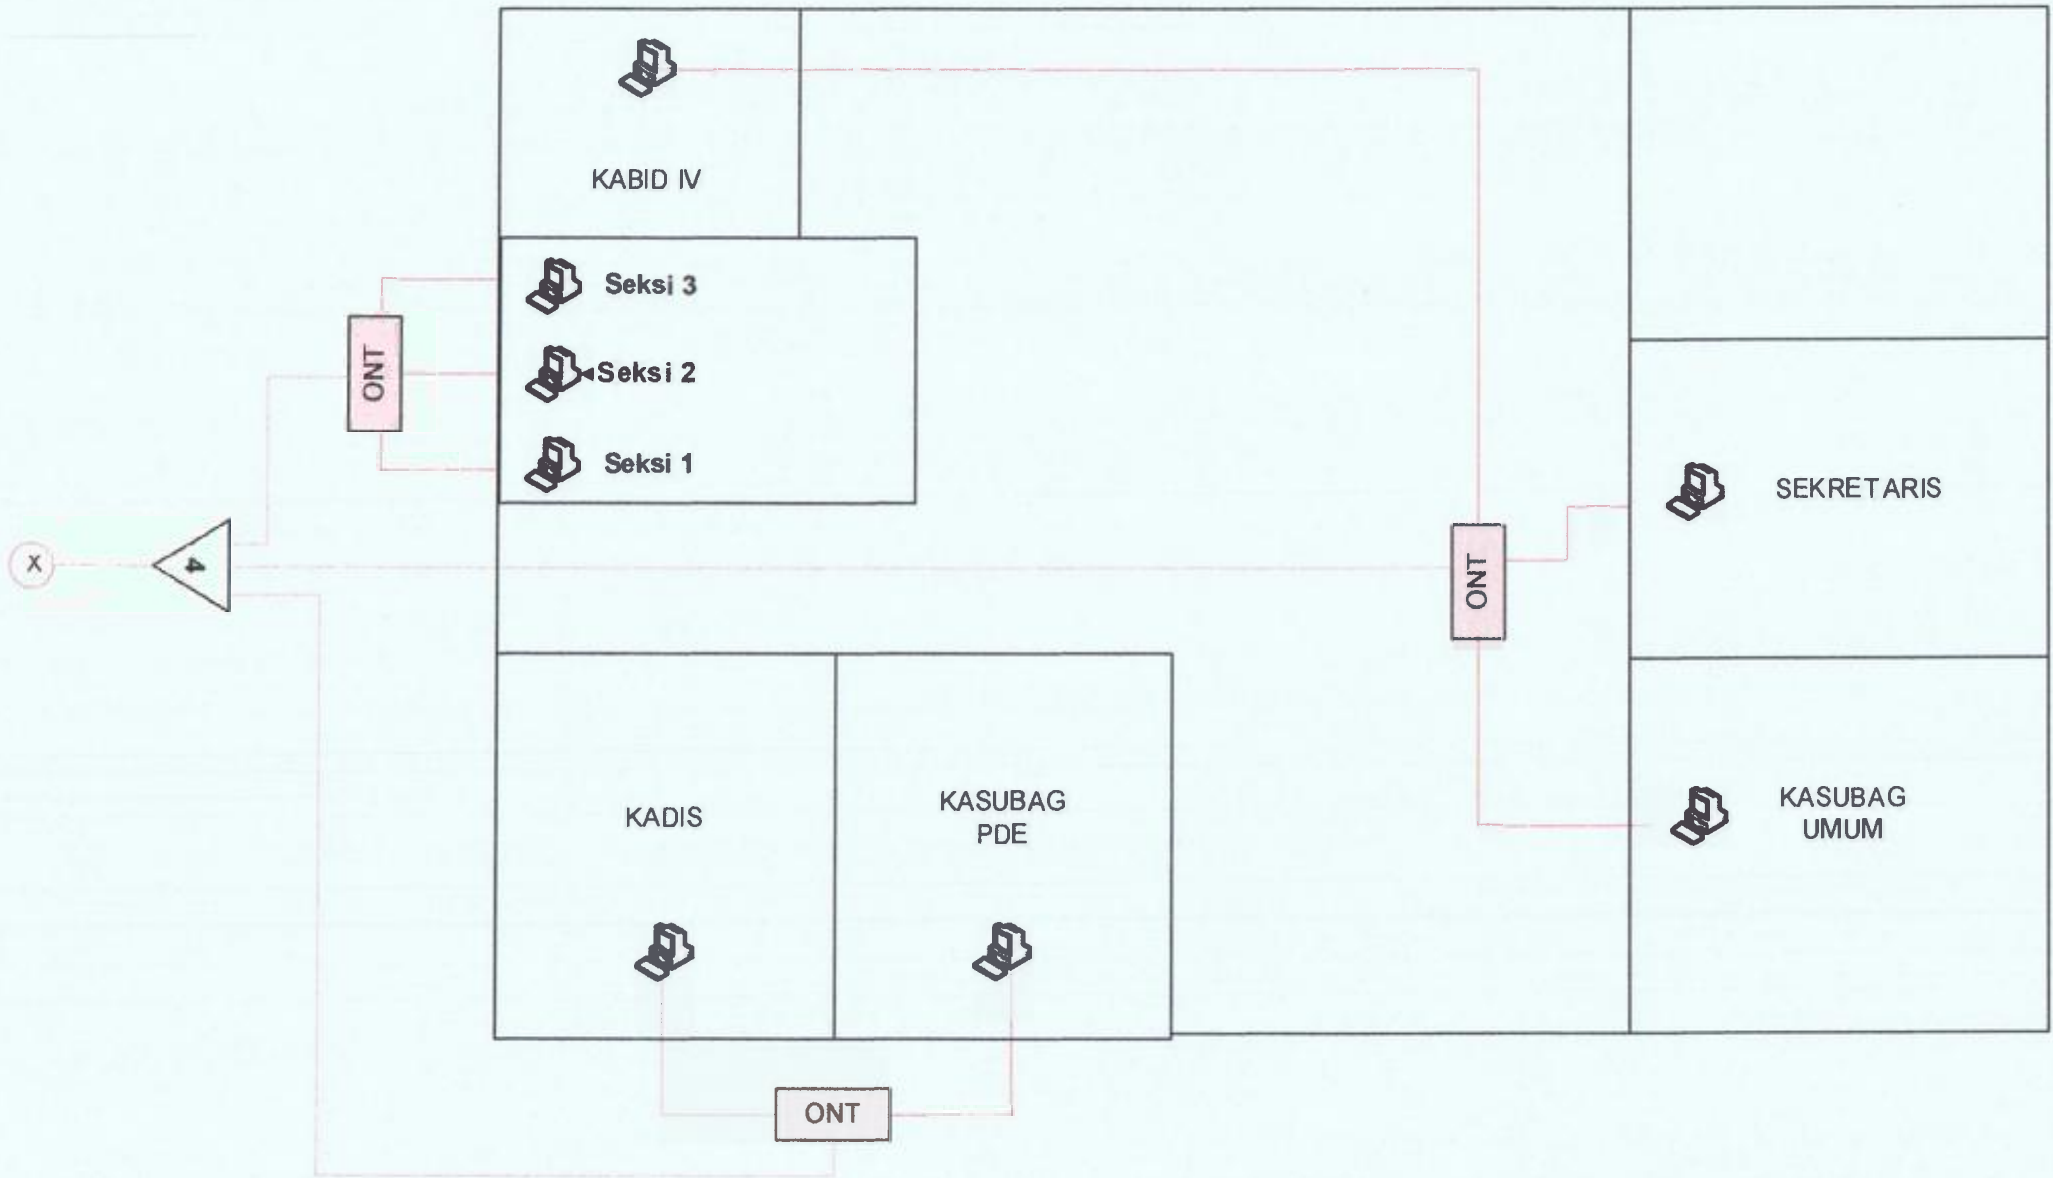 KABID IV
Seksi 3
ONT
Seksi 2
Seksi 1
SEKRETARIS
X
4
ONT
KADIS
KASUBAG
PDE
KASUBAG
UMUM
ONT